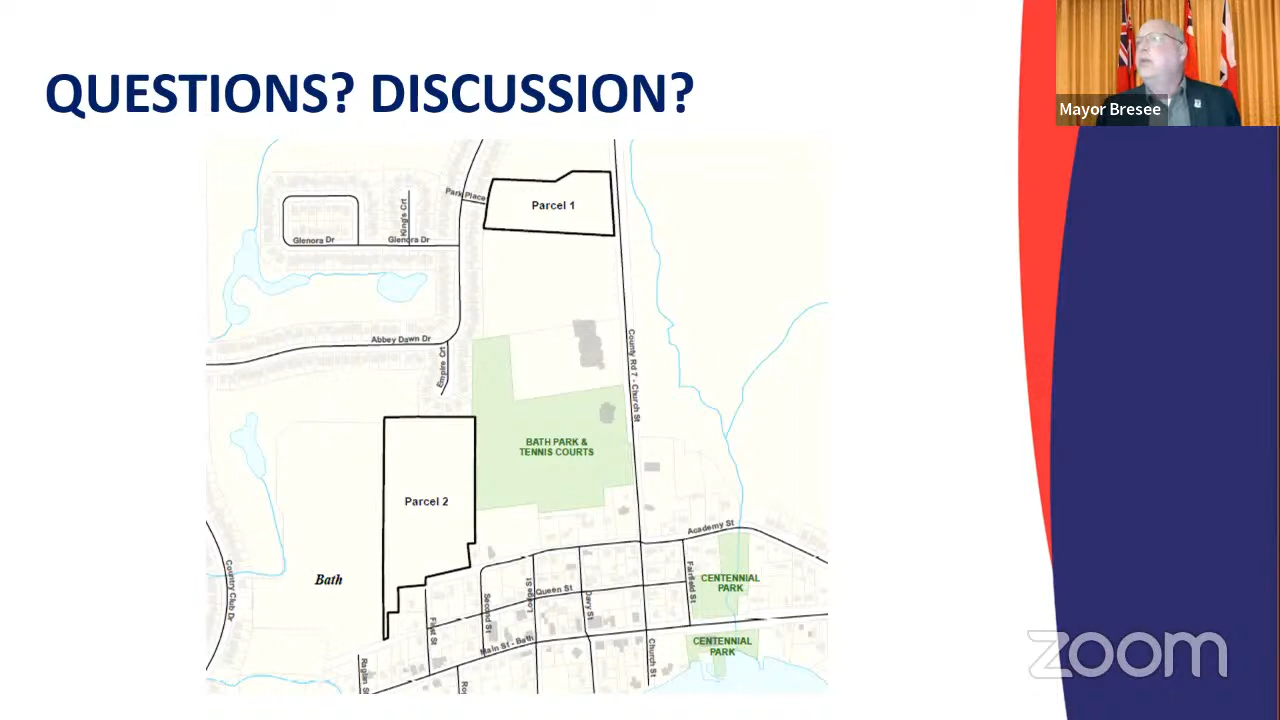 QUESTIONS? DISCUSSION?
Mayor Bresee
Park Place
Parcel 1
King's Crt
Glenora Dr
Glenora Dr
Abbey Dawn Dr
Empire Crt
County Rd 7 - Church St
BATH PARK &
TENNIS COURTS
Parcel 2
Academy St
Bath
Country Club Dr
Fairfield St
CENTENNIAL
PARK
Queen St
Lodge St
Davy St
Second St
First St
Main St - Bath
Church St
CENTENNIAL
PARK
Raglan St
zoom